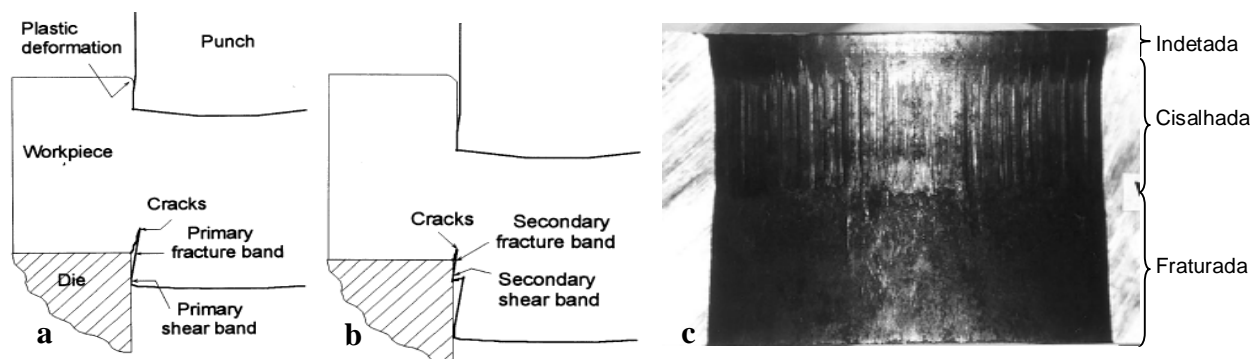 Plastic
deformation
Punch
Workpiece
Cracks
Primary
fracture band
Die
Primary
shear band
a
Cracks
Secondary
fracture band
Secondary
shear band
b
c
Indetada
Cisalhada
Fraturada